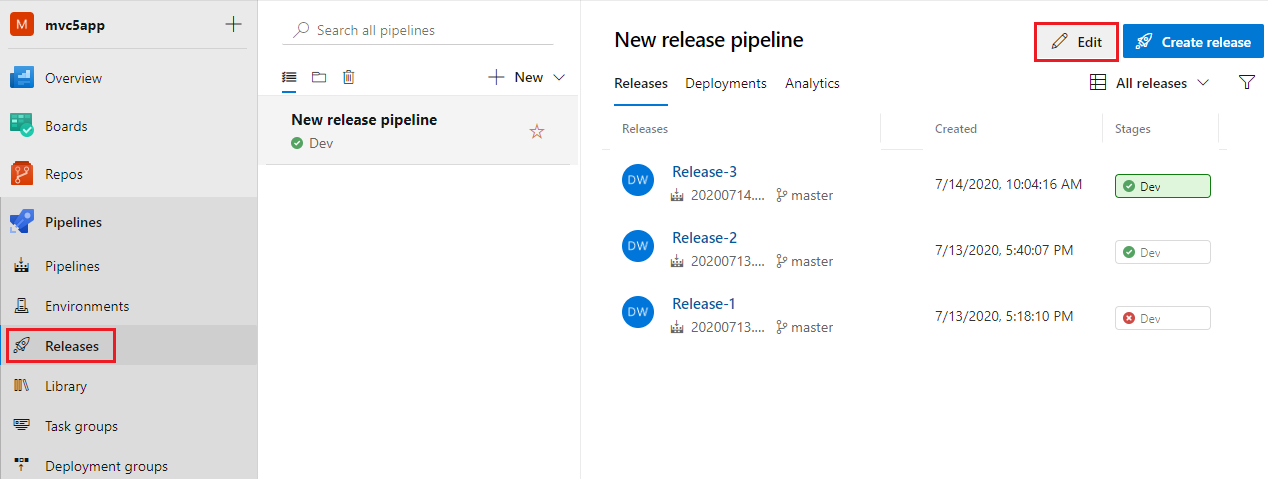 M mvc5app
Overview
Boards
Repos
Pipelines
Pipelines
Environments
Releases
Library
Task groups
Deployment groups
Search all pipelines
New
New release pipeline
Dev
New release pipeline
Edit
Create release
Releases Deployments Analytics
All releases
Releases Created Stages
DW Release-3
20200714.... master
7/14/2020, 10:04:16 AM
Dev
DW Release-2
20200713.... master
7/13/2020, 5:40:07 PM
Dev
DW Release-1
20200713.... master
7/13/2020, 5:18:10 PM
Dev